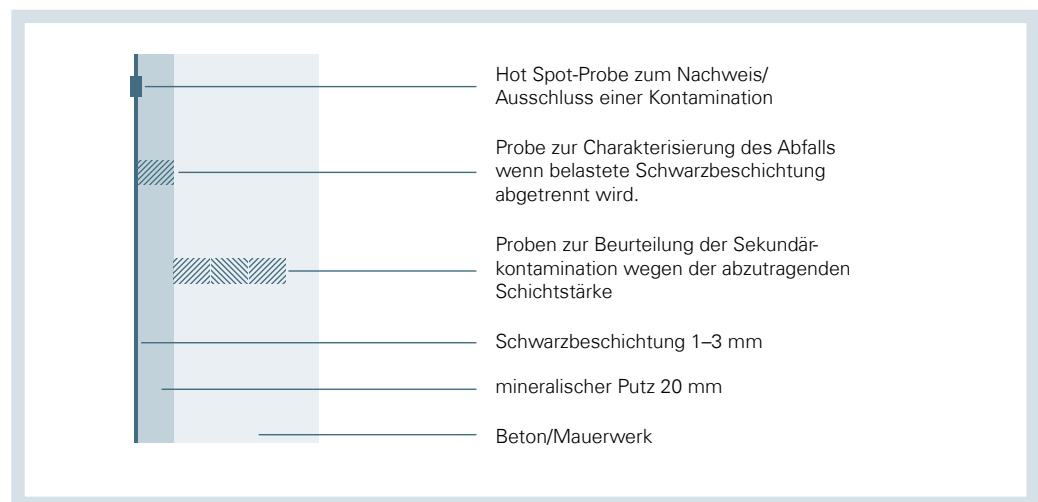 Hot Spot-Probe zum Nachweis/
Ausschluss einer Kontamination
Probe zur Charakterisierung des Abfalls
wenn belastete Schwarzbeschichtung
abgetrennt wird.
Proben zur Beurteilung der Sekundär-
kontamination wegen der abzutragenden
Schichtstärke
Schwarzbeschichtung 1–3 mm
mineralischer Putz 20 mm
Beton/Mauerwerk